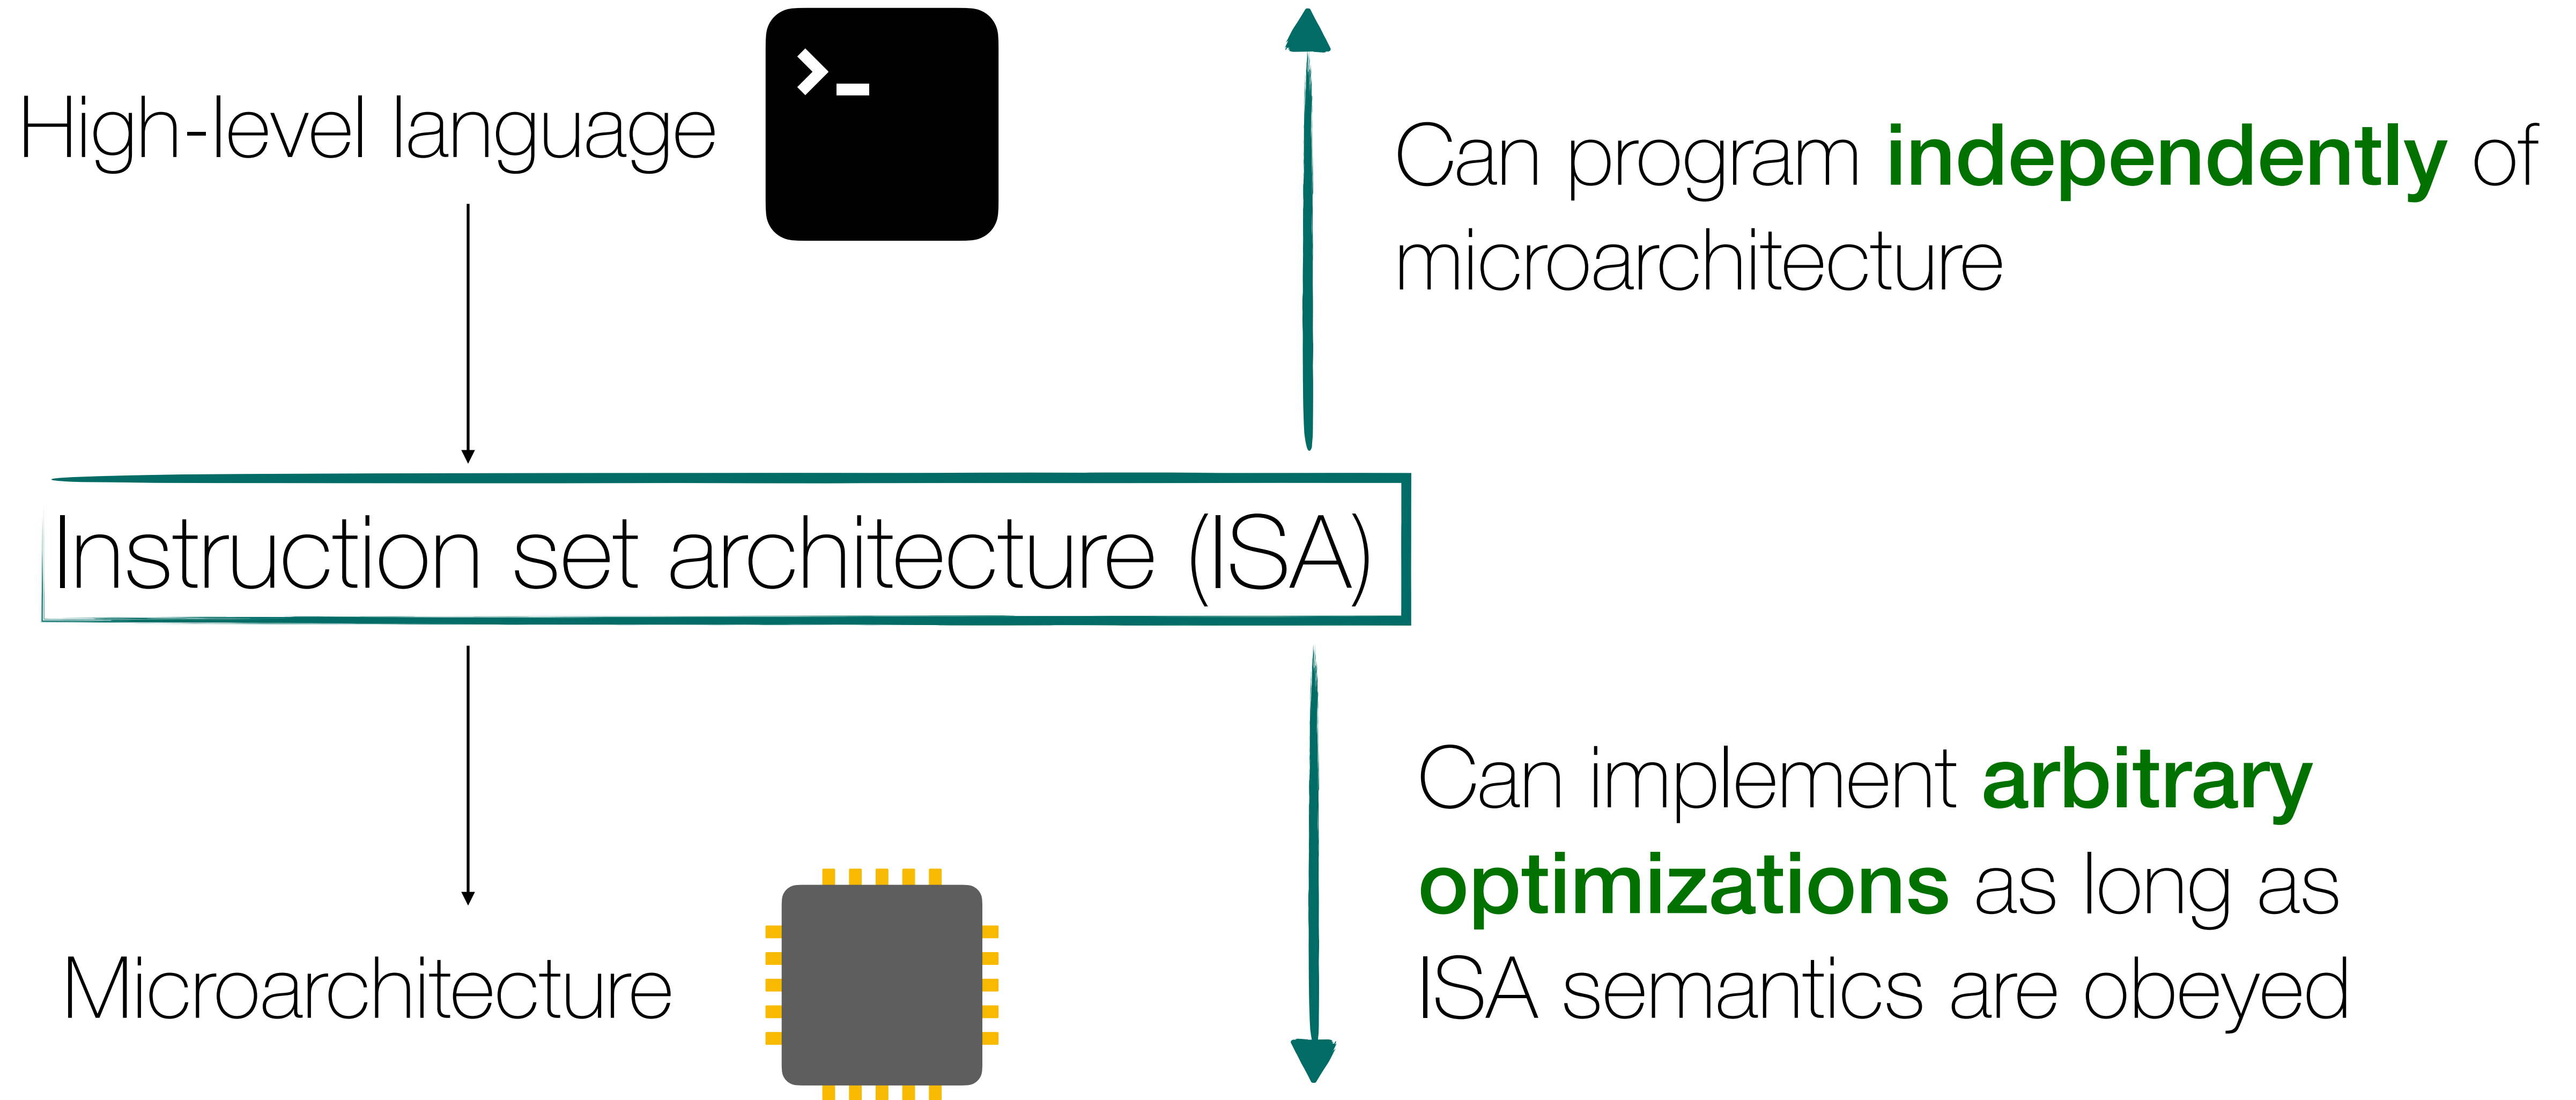 High-level language
>_
Can program independently of
microarchitecture
Instruction set architecture (ISA)
Can implement arbitrary
optimizations as long as
ISA semantics are obeyed
Microarchitecture